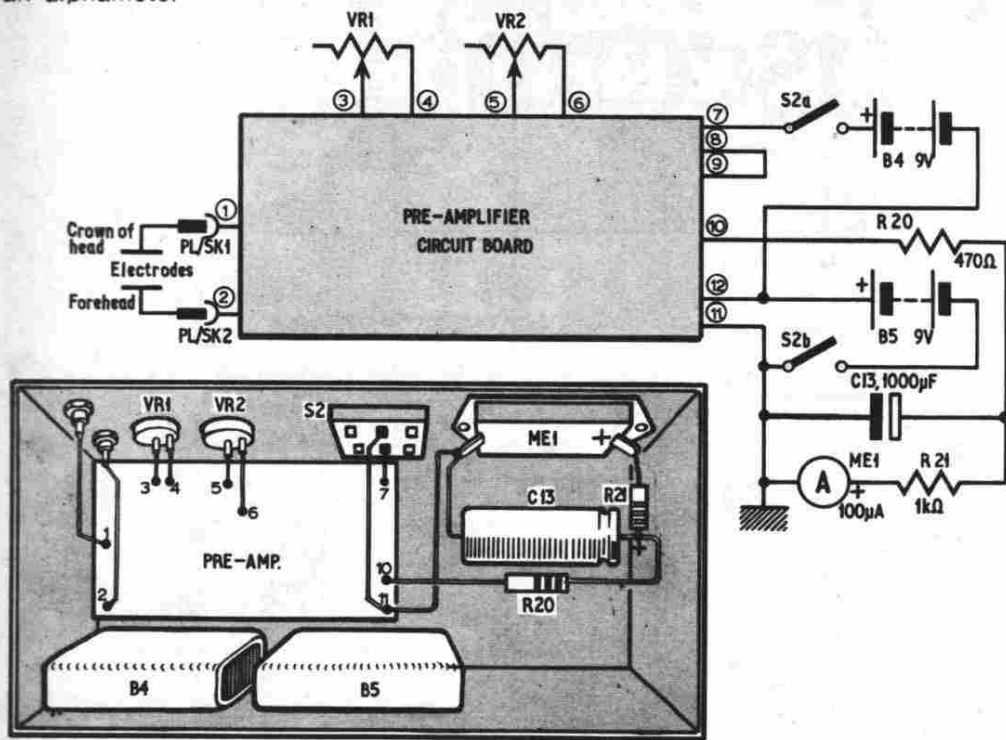 an alphameter
VR1 VR2
③ ④ ⑤ ⑥
⑦ S2a
⑧ + B4 9V
⑨
PRE-AMPLIFIER
CIRCUIT BOARD
① ⑩ R 20
470Ω
Crown of
head
PL/SK1
Electrodes
Forehead ②
PL/SK2
⑫ + B5 9V
⑪
S2b
C13, 1000µF
A ME1 R 21
+ 100µA 1kΩ
VR1 VR2 S2
ME1 +
3 4 5 6 7
C13 R21
+
1 PRE-AMP.
2 10
11 R20
B4 B5